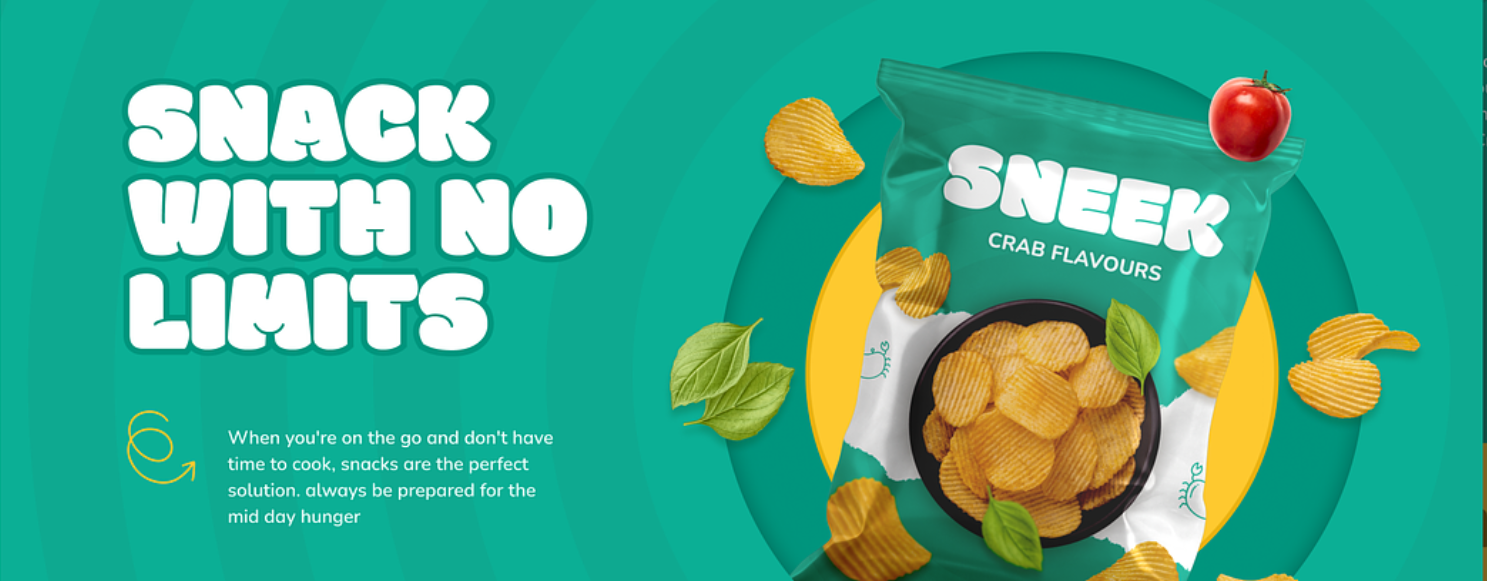 SNACK
WITH NO
LIMITS
When you're on the go and don't have
time to cook, snacks are the perfect
solution. always be prepared for the
mid day hunger
SNEEK
CRAB FLAVOURS